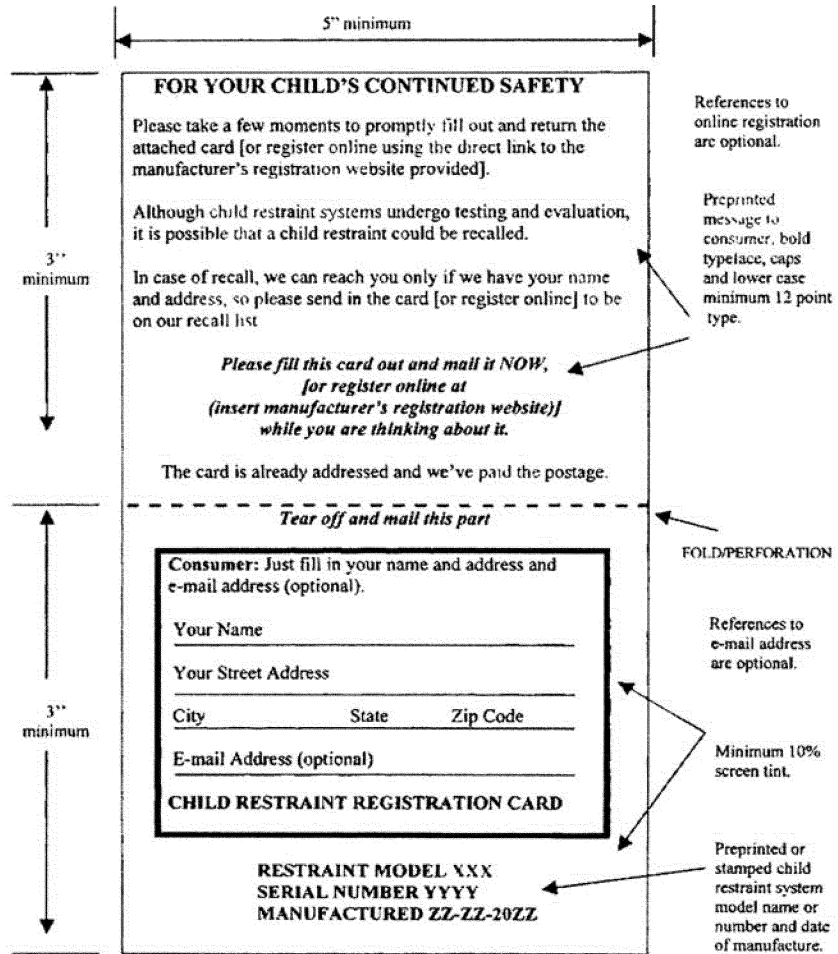 5" minimum
FOR YOUR CHILD'S CONTINUED SAFETY
Please take a few moments to promptly fill out and return the
attached card [or register online using the direct link to the
manufacturer's registration website provided].
Although child restraint systems undergo testing and evaluation,
it is possible that a child restraint could be recalled.
In case of recall, we can reach you only if we have your name
and address, so please send in the card [or register online] to be
on our recall list
Please fill this card out and mail it NOW,
[or register online at
(insert manufacturer's registration website)]
while you are thinking about it.
The card is already addressed and we've paid the postage.
3"
minimum
References to
online registration
are optional.
Preprinted
message to
consumer, bold
typeface, caps
and lower case
minimum 12 point
type.
Tear off and mail this part
FOLD/PERFORATION
Consumer: Just fill in your name and address and
e-mail address (optional).
Your Name
Your Street Address
City State Zip Code
E-mail Address (optional)
CHILD RESTRAINT REGISTRATION CARD
RESTRAINT MODEL XXX
SERIAL NUMBER YYYY
MANUFACTURED ZZ-ZZ-20ZZ
3"
minimum
References to
e-mail address
are optional.
Minimum 10%
screen tint.
Preprinted or
stamped child
restraint system
model name or
number and date
of manufacture.